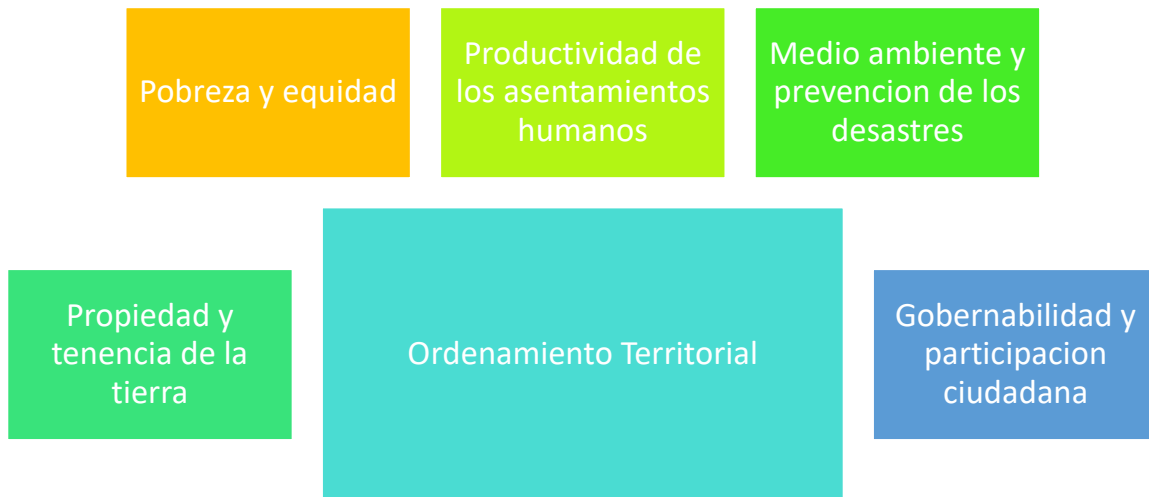 Pobreza y equidad
Productividad de
los asentamientos
humanos
Medio ambiente y
prevencion de los
desastres
Propiedad y
tenencia de la
tierra
Ordenamiento Territorial
Gobernabilidad y
participacion
ciudadana